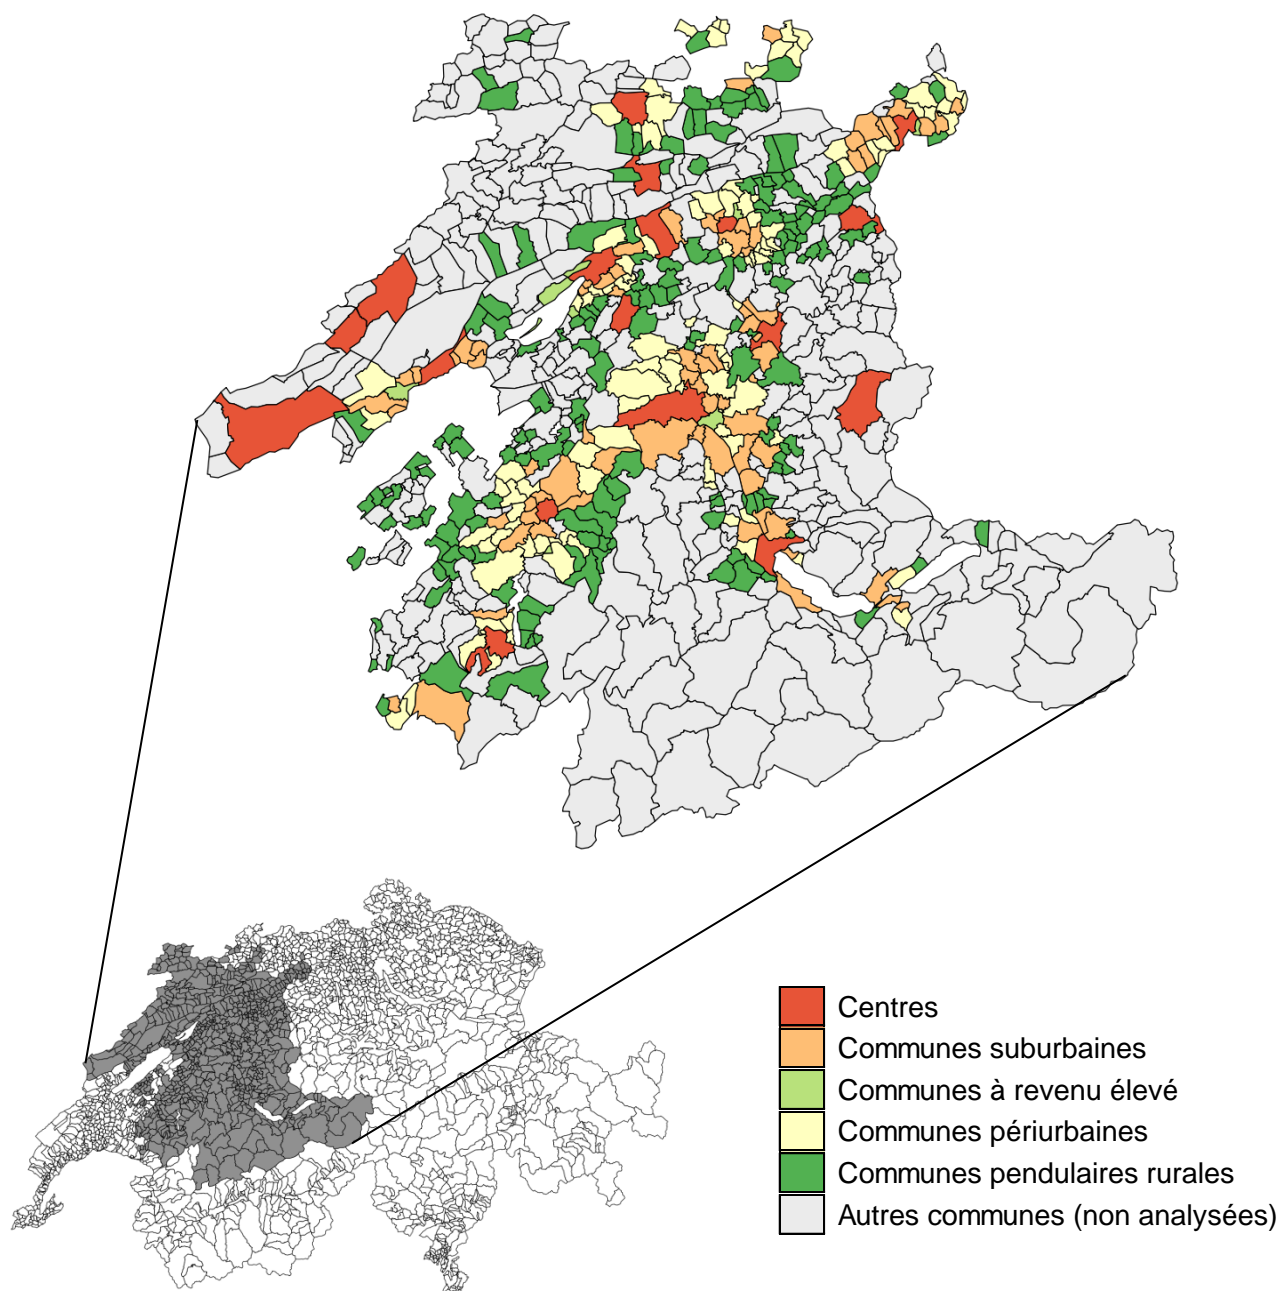 Centres
Communes suburbaines
Communes à revenu élevé
Communes périurbaines
Communes pendulaires rurales
Autres communes (non analysées)